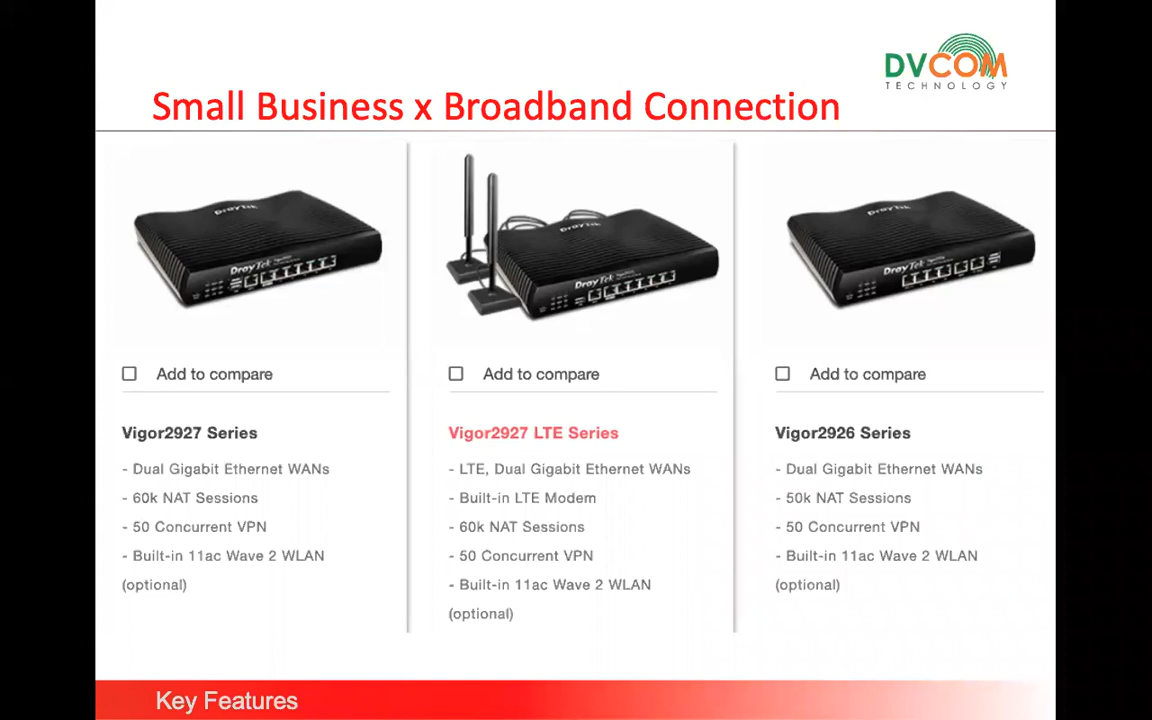 DVCOM
TECHNOLOGY
Small Business x Broadband Connection
DrayTek
DrayTek
DrayTek
DrayTek
DrayTek
DrayTek
Add to compare
Add to compare
Add to compare
Vigor2927 Series
- Dual Gigabit Ethernet WANs
- 60k NAT Sessions
- 50 Concurrent VPN
- Built-in 11ac Wave 2 WLAN
(optional)
Vigor2927 LTE Series
- LTE, Dual Gigabit Ethernet WANs
- Built-in LTE Modem
- 60k NAT Sessions
- 50 Concurrent VPN
- Built-in 11ac Wave 2 WLAN
(optional)
Vigor2926 Series
- Dual Gigabit Ethernet WANs
- 50k NAT Sessions
- 50 Concurrent VPN
- Built-in 11ac Wave 2 WLAN
(optional)
Key Features